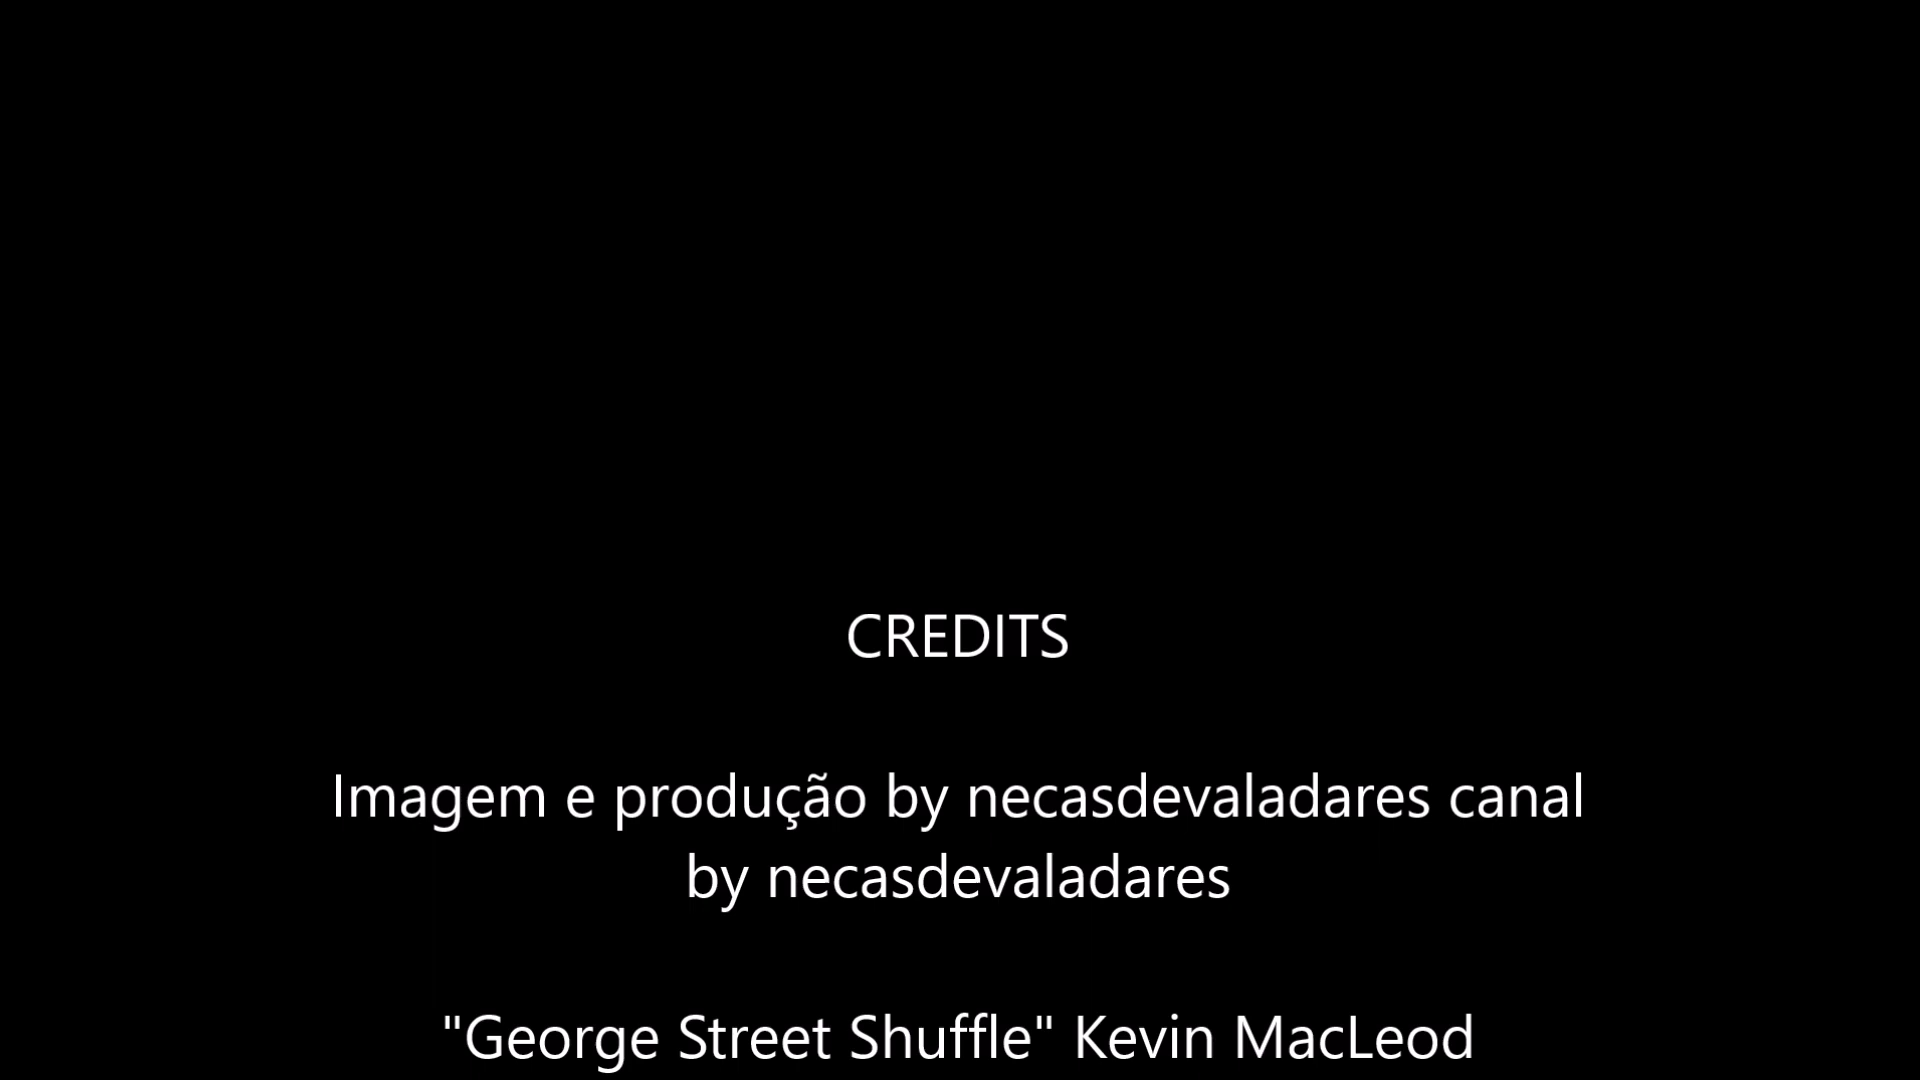 CREDITS
Imagem e produção by necasdevaladares canal
by necasdevaladares
"George Street Shuffle" Kevin MacLeod